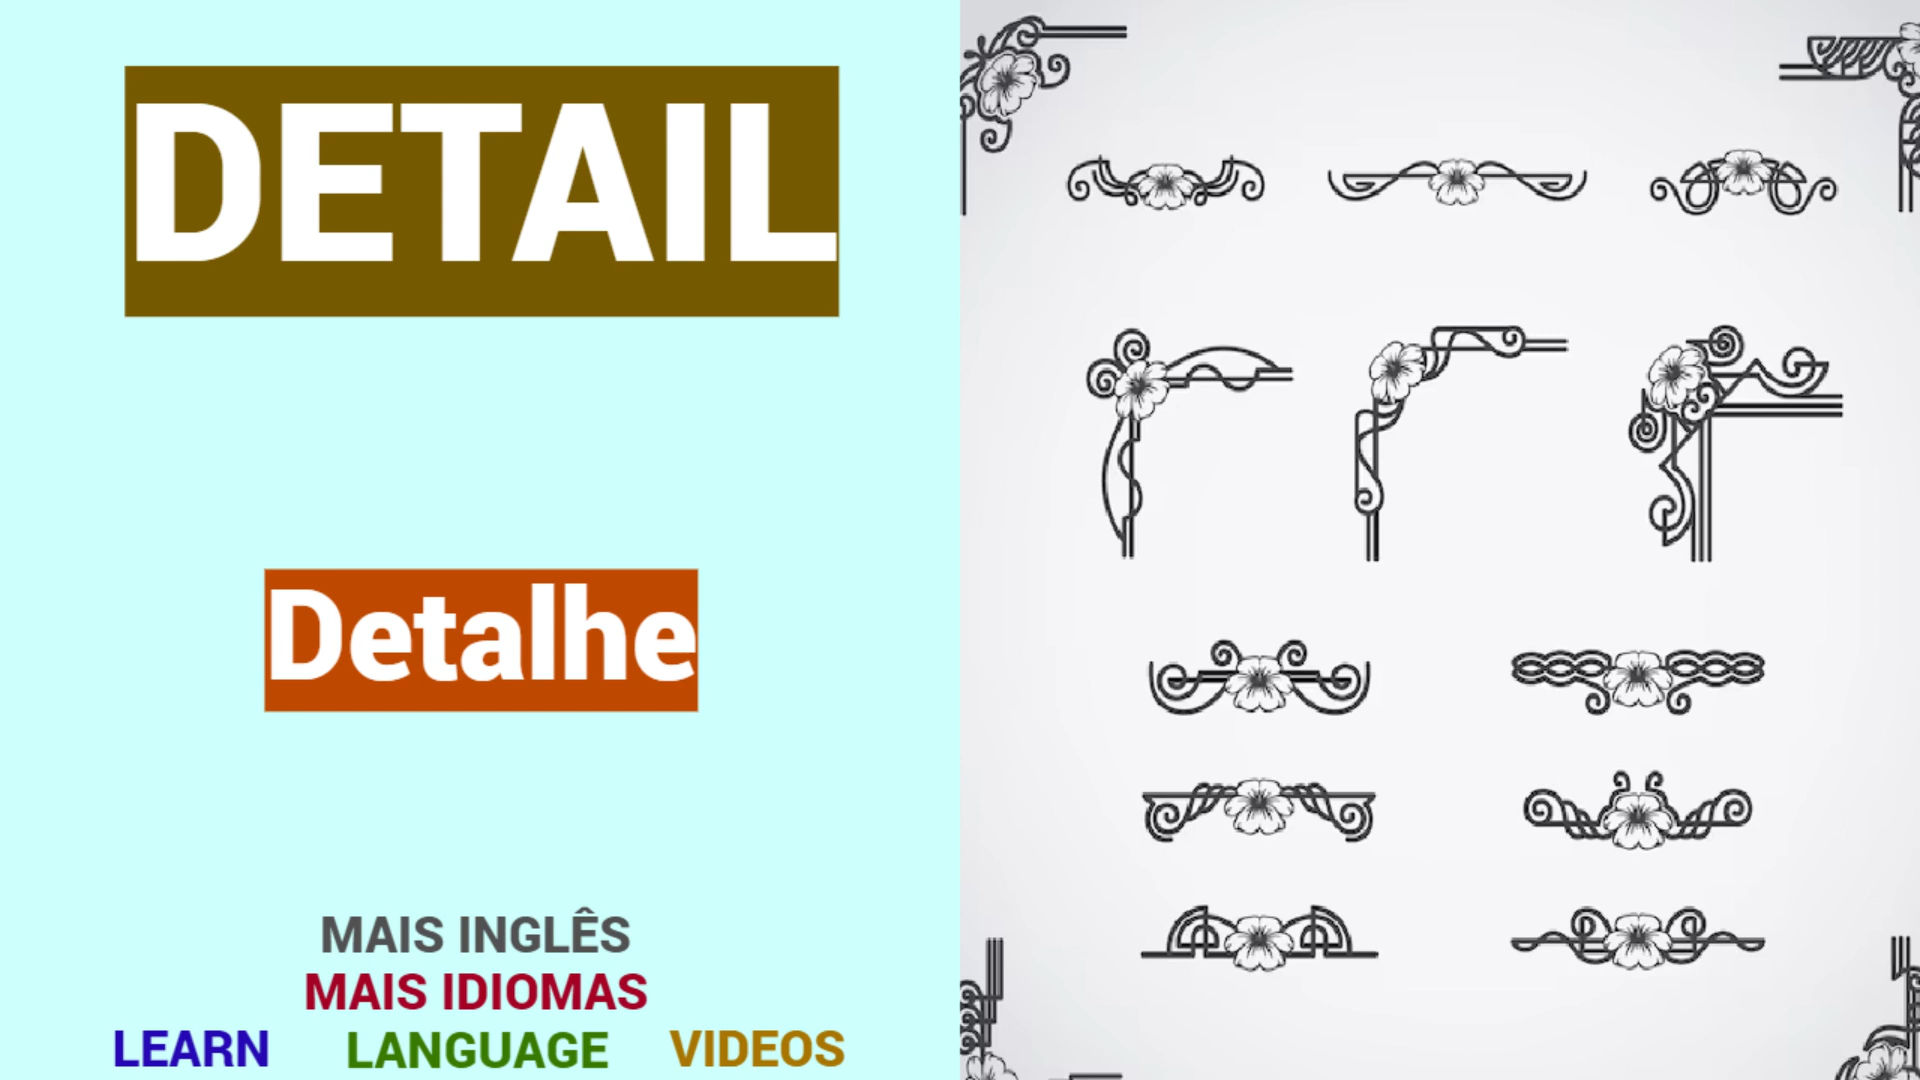 DETAIL
Detalhe
MAIS INGLÊS
MAIS IDIOMAS
LEARN LANGUAGE VIDEOS